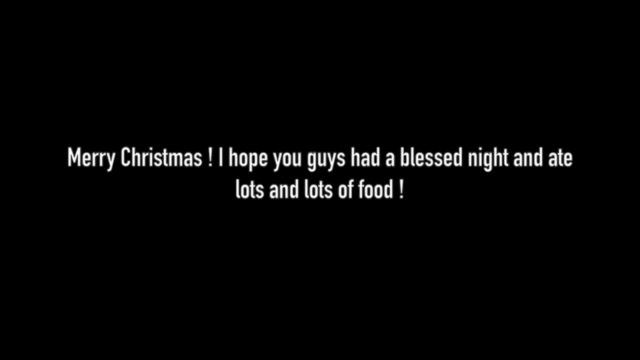 Merry Christmas ! I hope you guys had a blessed night and ate
lots and lots of food !